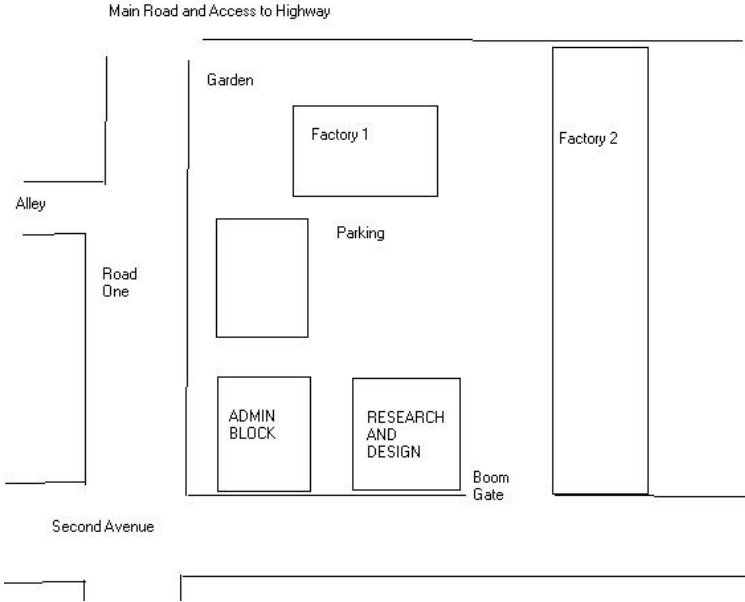 Main Road and Access to Highway
Garden
Factory 1
Factory 2
Alley
Parking
Road
One
ADMIN
BLOCK
RESEARCH
AND
DESIGN
Boom
Gate
Second Avenue